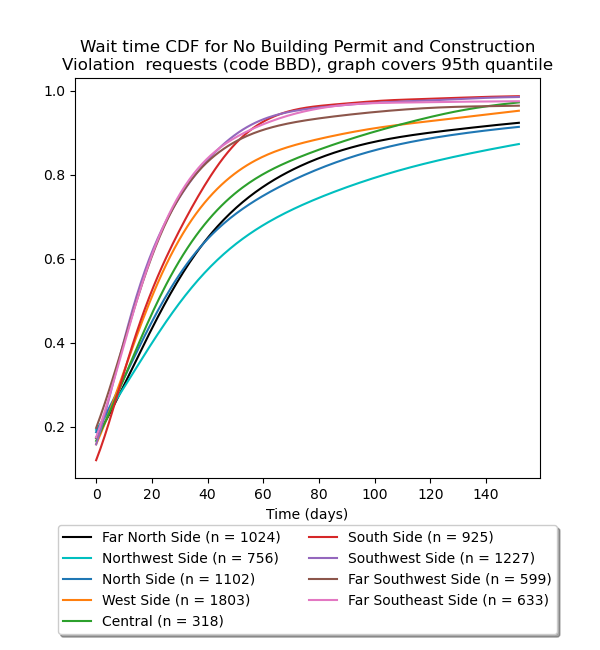 Wait time CDF for No Building Permit and Construction
Violation  requests (code BBD), graph covers 95th quantile
1.0
0.8
0.6
0.4
0.2
0 20 40 60 80 100 120 140
Time (days)
Far North Side (n = 1024)
Northwest Side (n = 756)
North Side (n = 1102)
West Side (n = 1803)
Central (n = 318)
South Side (n = 925)
Southwest Side (n = 1227)
Far Southwest Side (n = 599)
Far Southeast Side (n = 633)